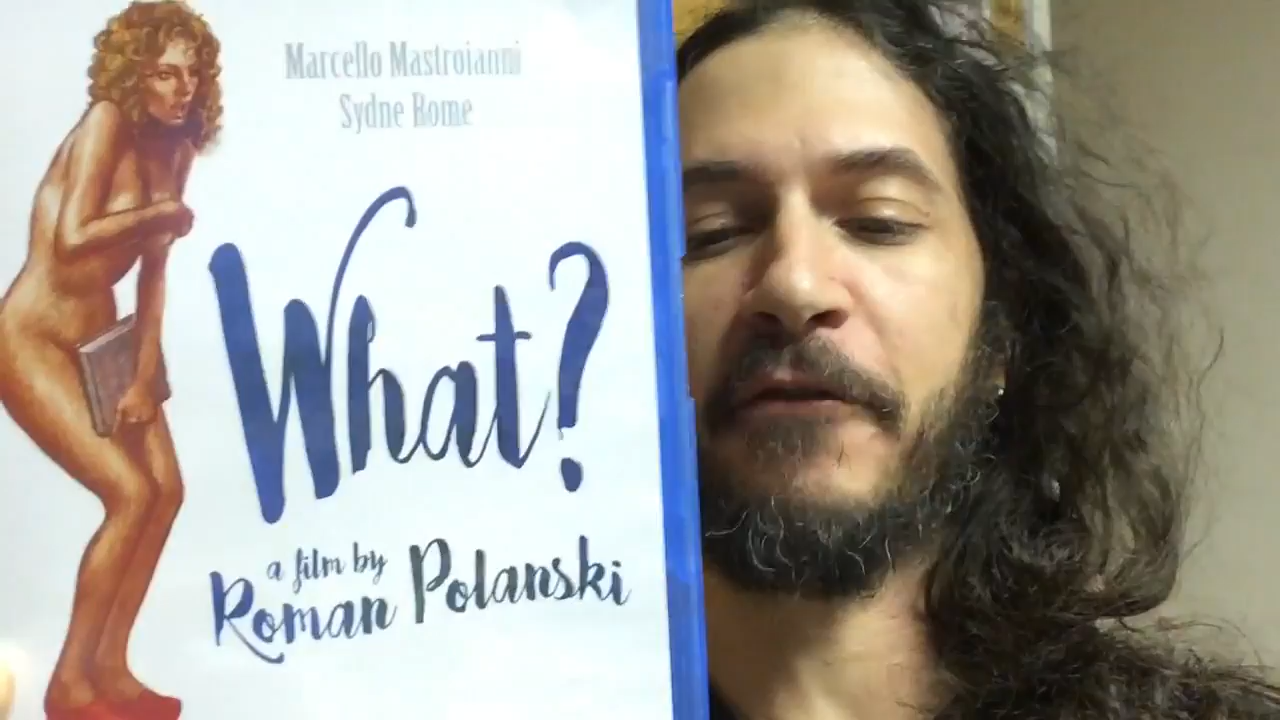 Marcello Mastroianni
Sydne Rome
What?
a film by
Roman Polanski